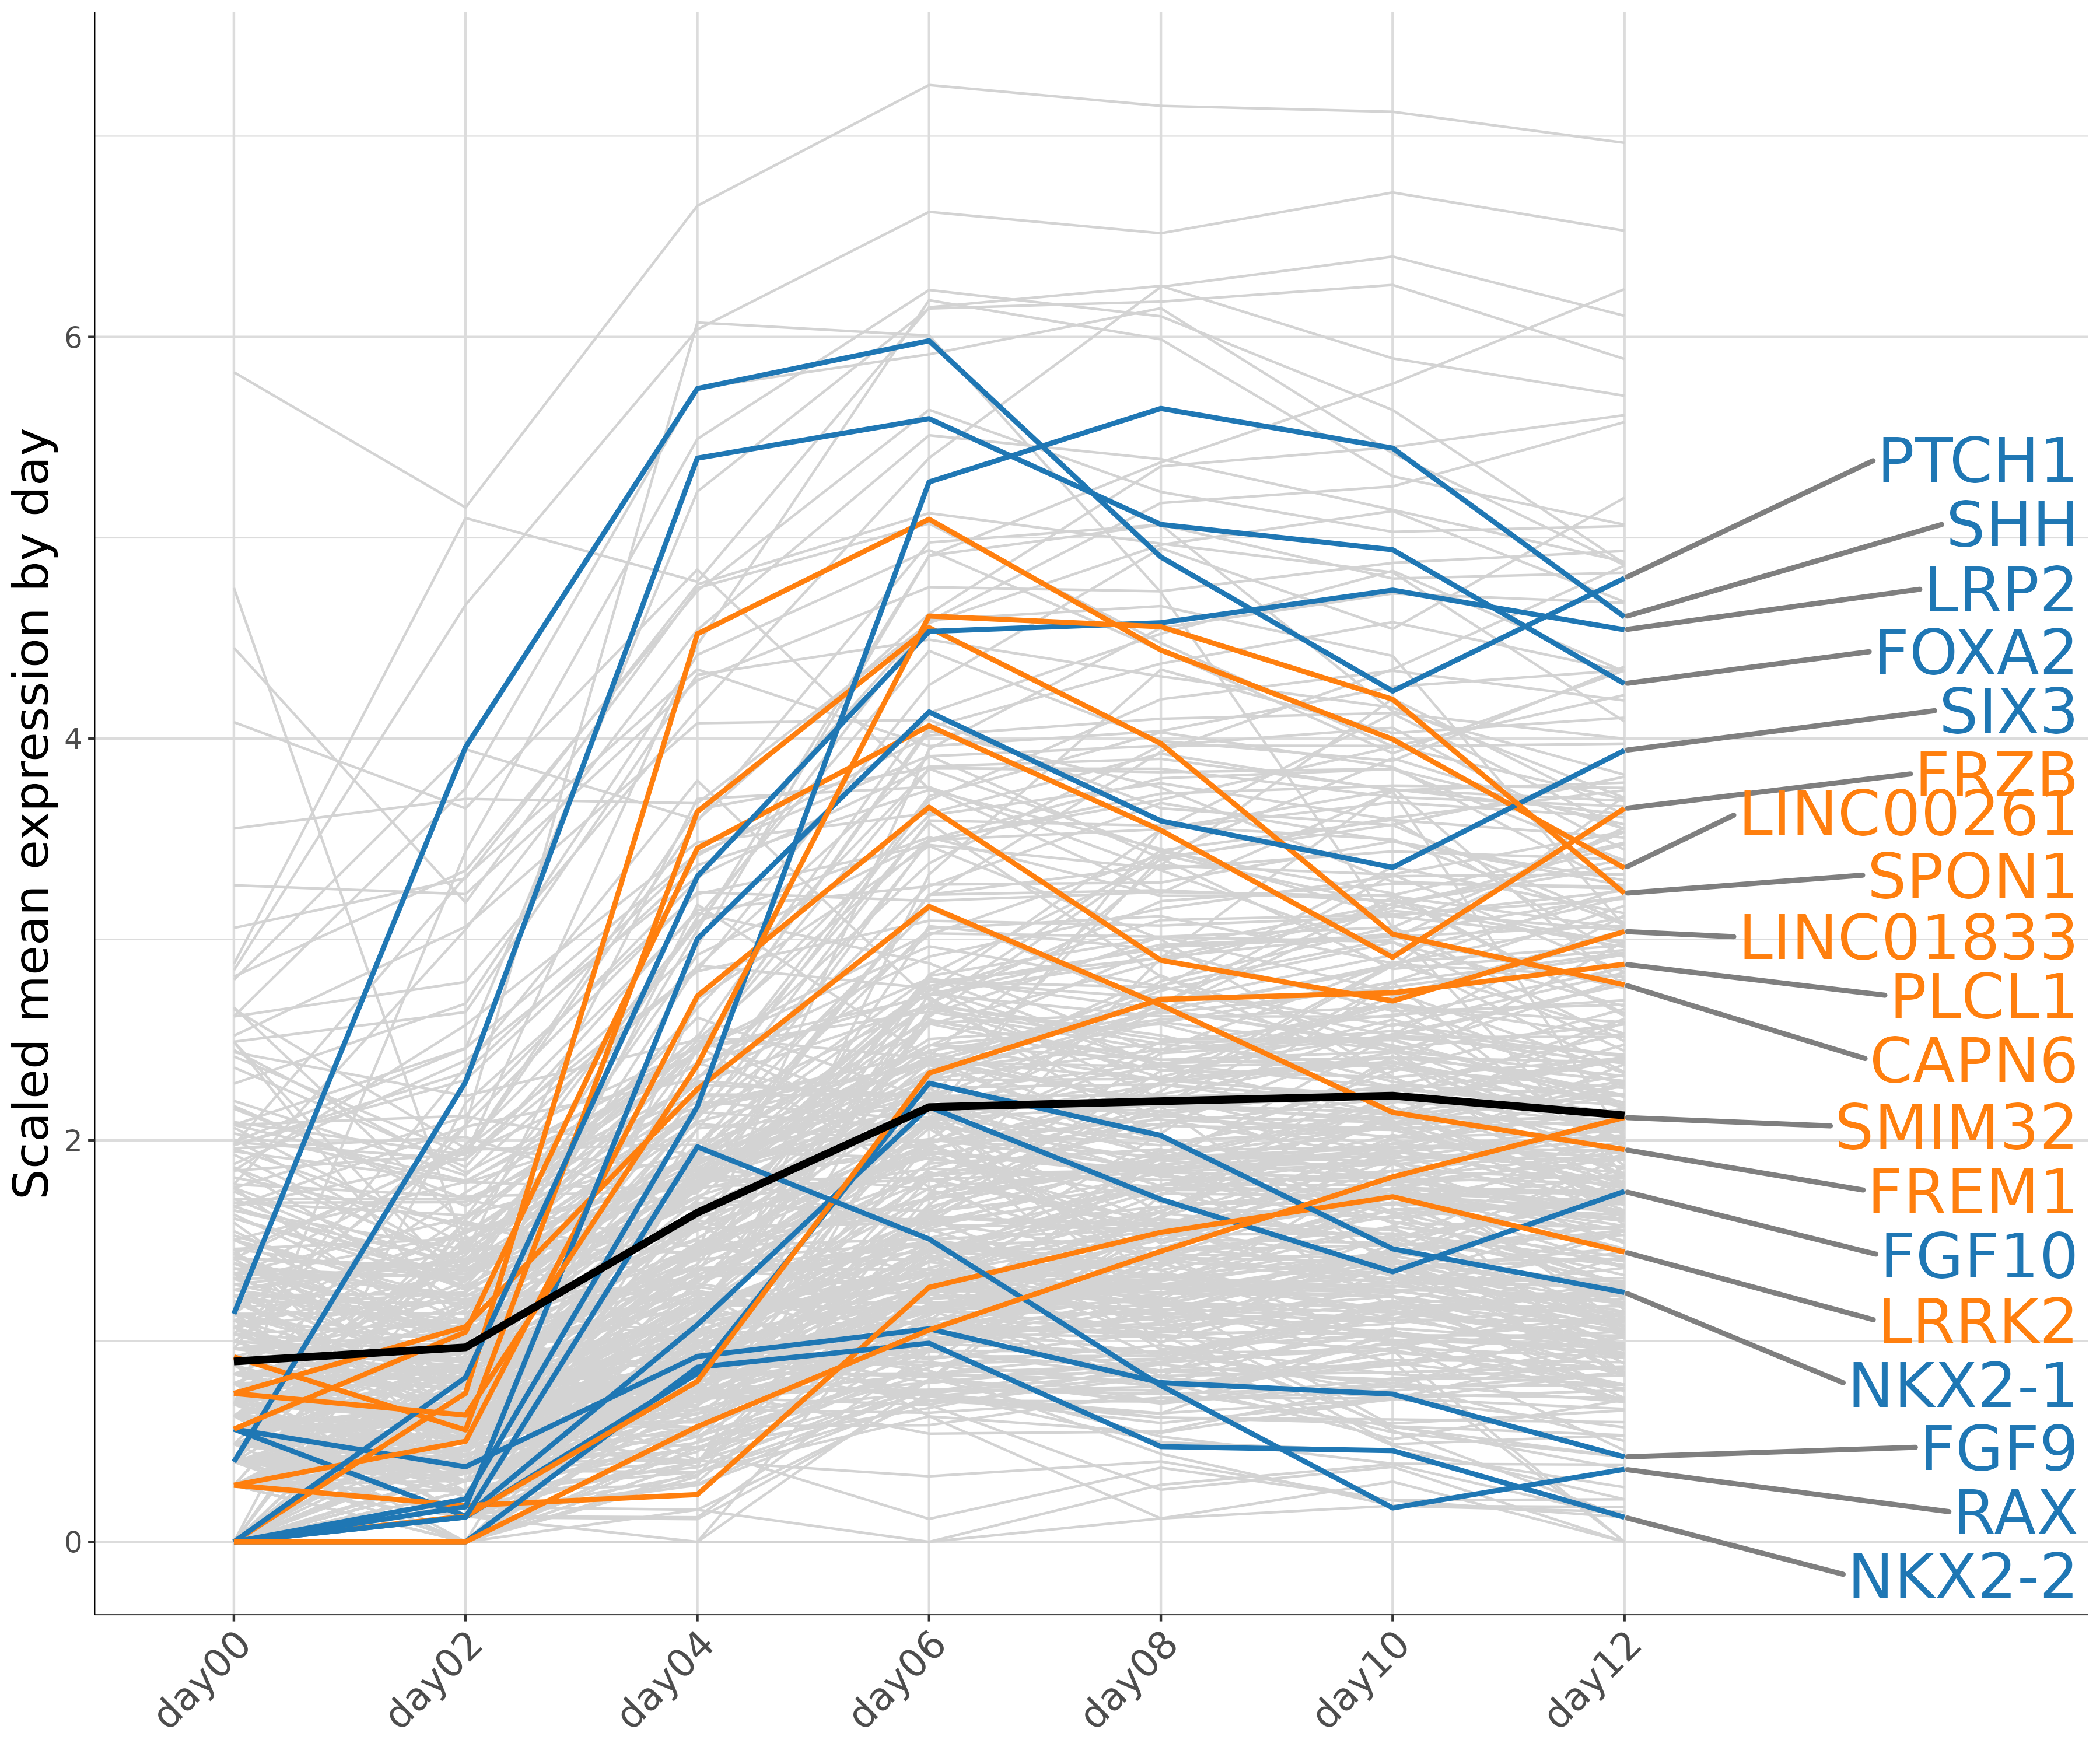 Scaled mean expression by day
6
4
2
0
day00
day02
day04
day06
day08
day10
day12
PTCH1
SHH
LRP2
FOXA2
SIX3
FRZB
LINC00261
SPON1
LINC01833
PLCL1
CAPN6
SMIM32
FREM1
FGF10
LRRK2
NKX2-1
FGF9
RAX
NKX2-2